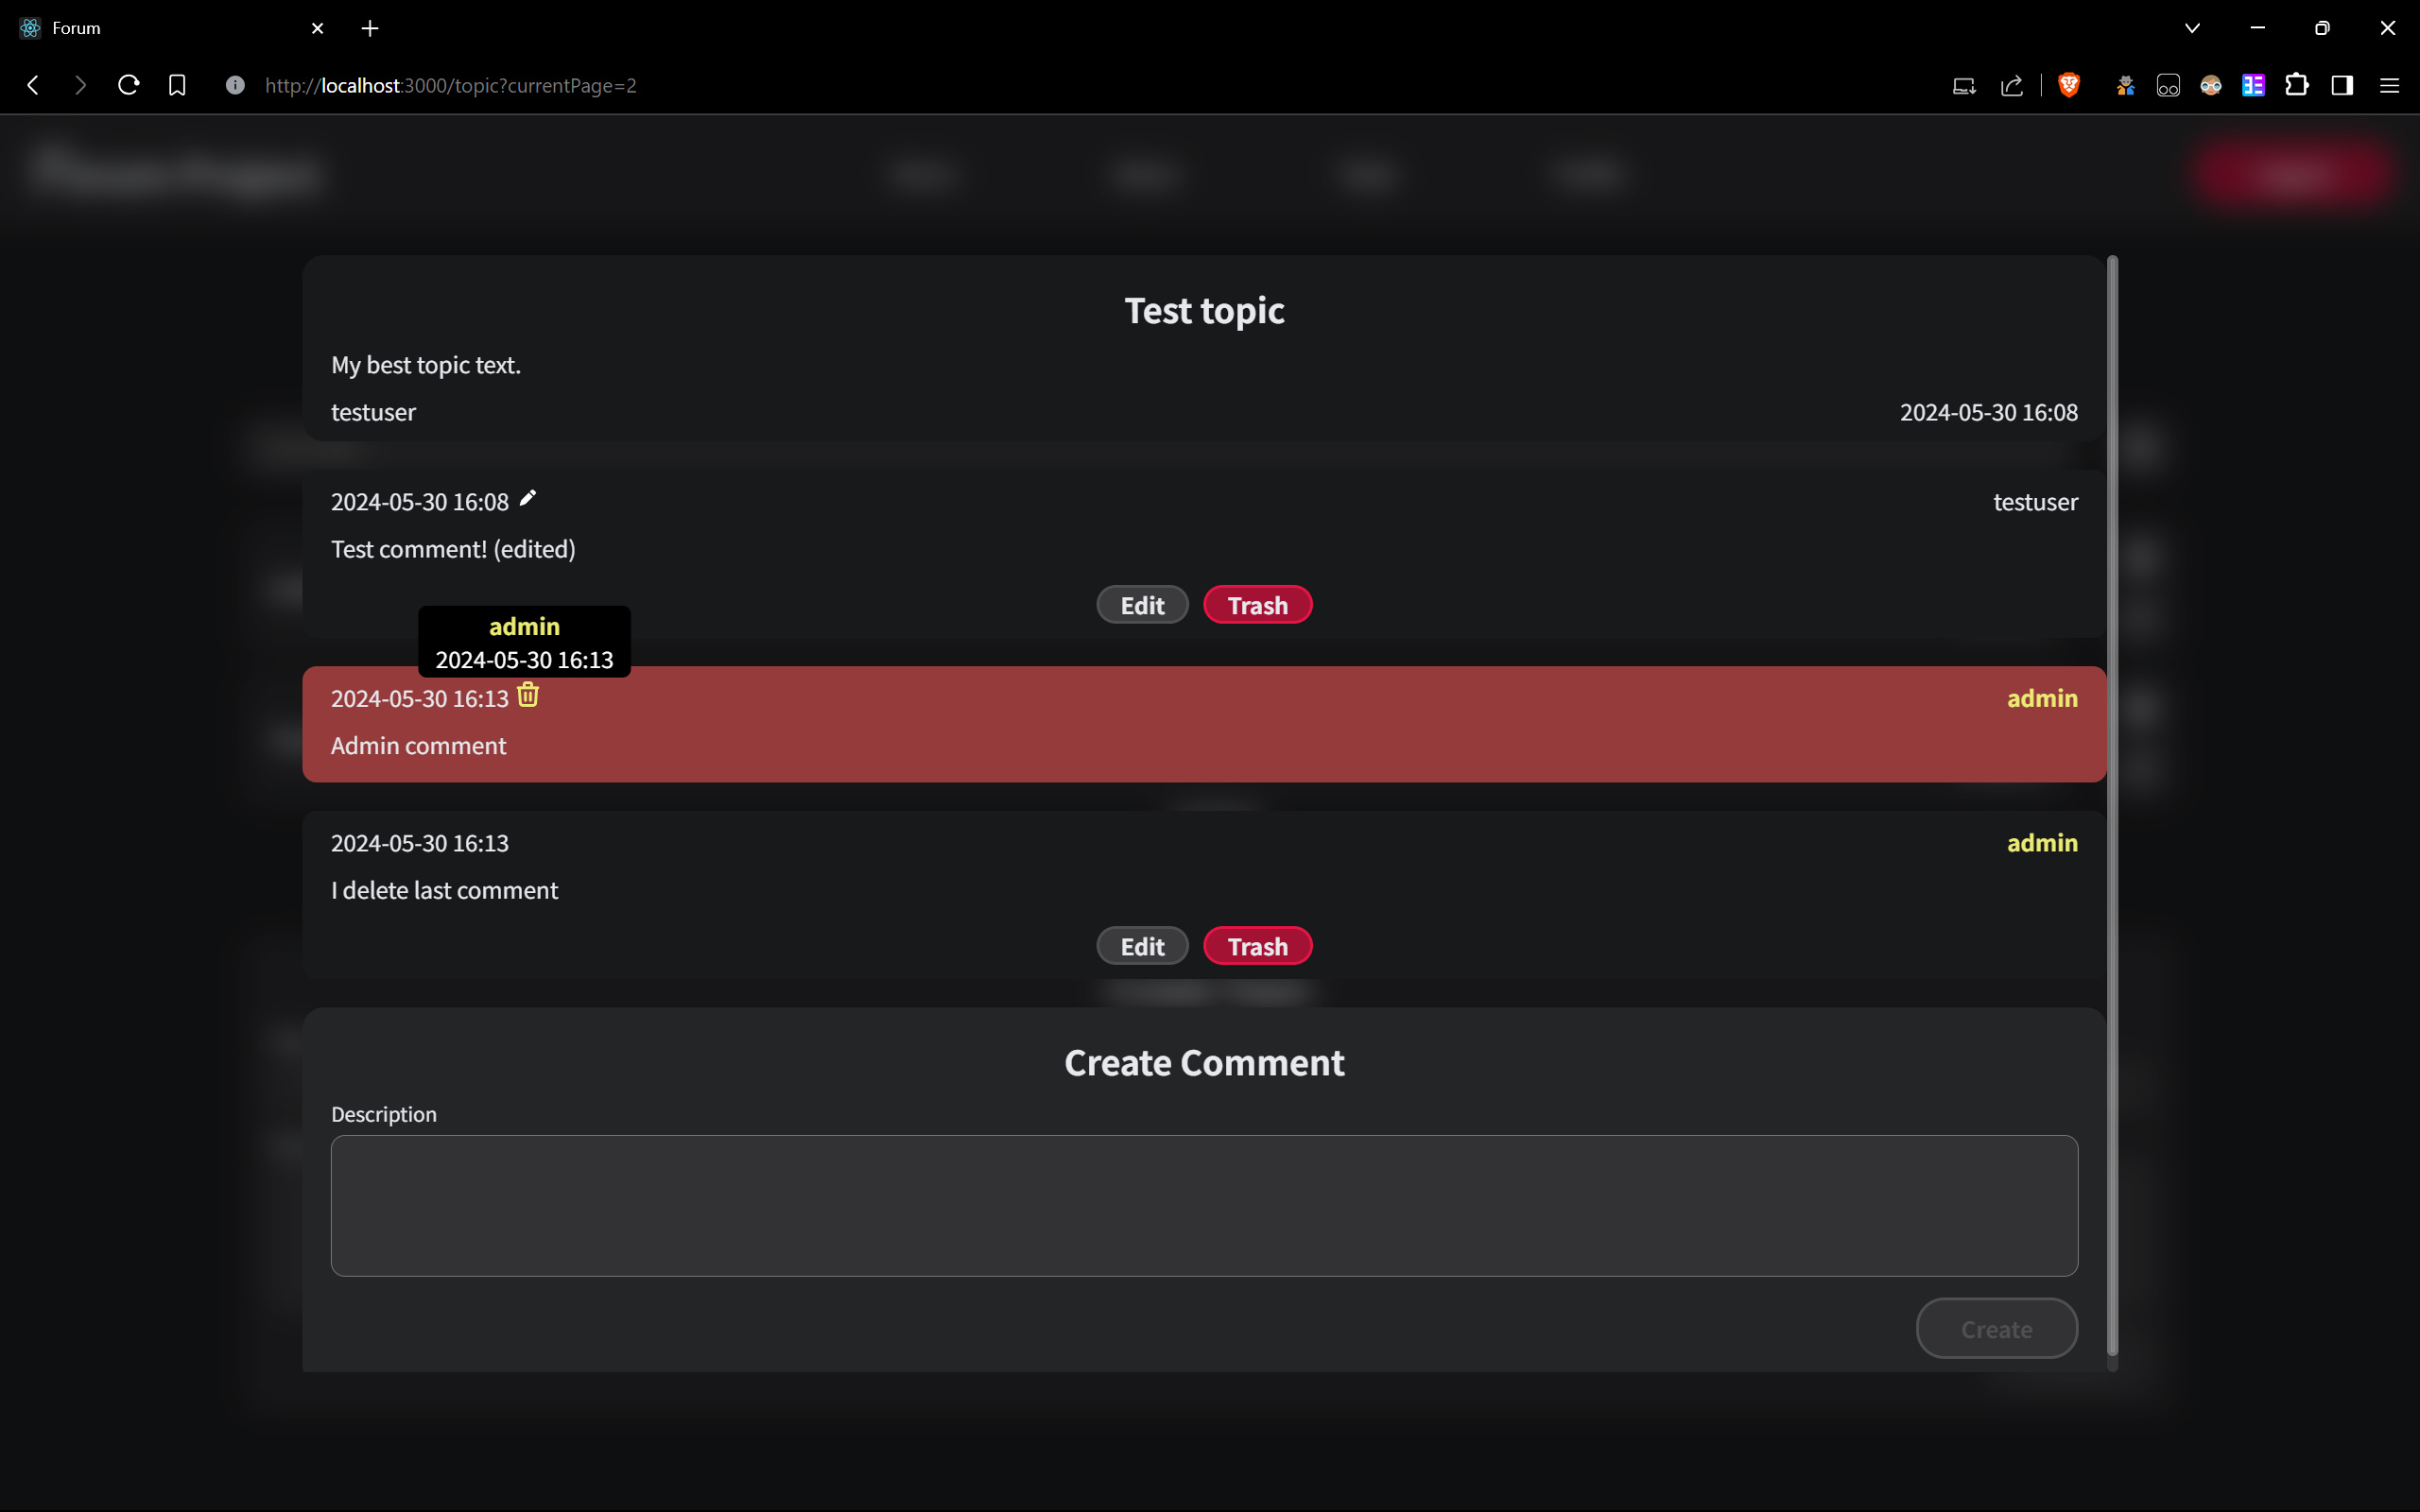 Forum
http://localhost:3000/topic?currentPage=2
Test topic
My best topic text.
testuser 2024-05-30 16:08
2024-05-30 16:08 testuser
Test comment! (edited)
Edit Trash
admin
2024-05-30 16:13
2024-05-30 16:13 admin
Admin comment
2024-05-30 16:13 admin
I delete last comment
Edit Trash
Create Comment
Description
Create